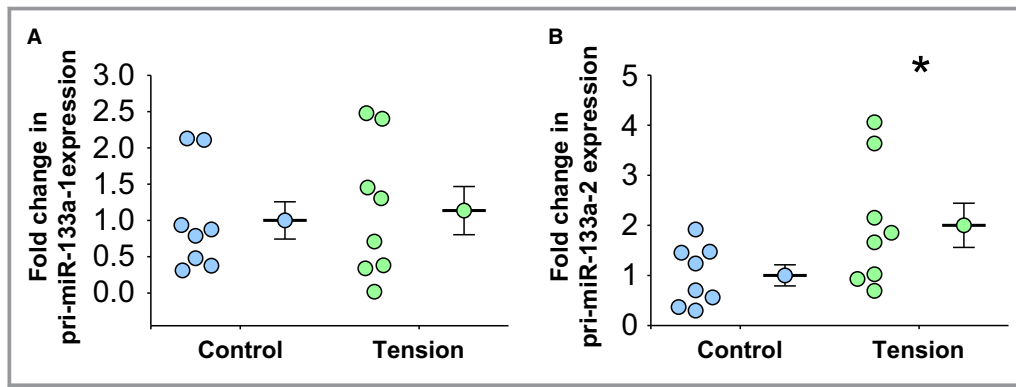 A
Fold change in
pri-miR-133a-1expression
3.0
2.5
2.0
1.5
1.0
0.5
0.0
Control
Tension
B
Fold change in
pri-miR-133a-2 expression
5
4
3
2
1
0
*
Control
Tension